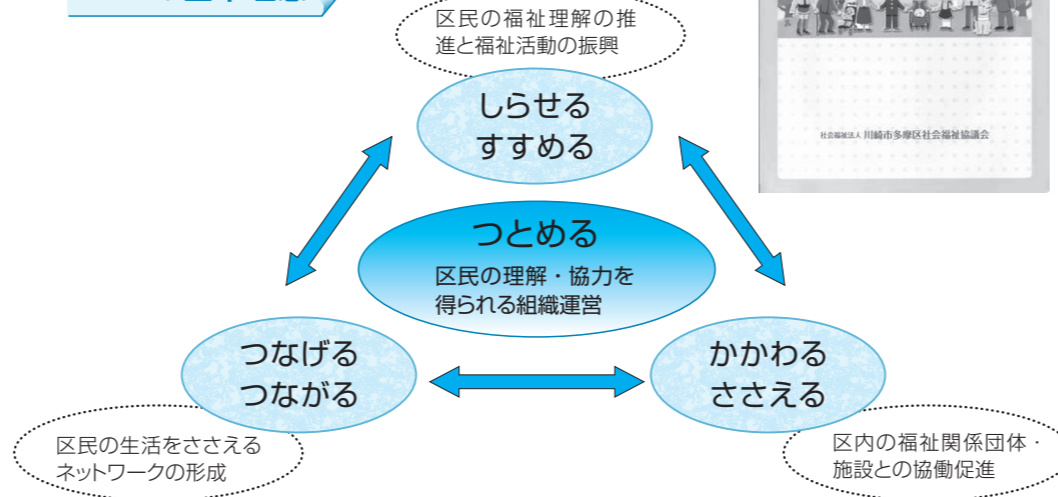 区民の福祉理解の推
進と福祉活動の振興
しらせる
すすめる
社会福祉法人 川崎市多摩区社会福祉協議会
つとめる
区民の理解・協力を
得られる組織運営
つなげる
つながる
かかわる
ささえる
区民の生活をささえる
ネットワークの形成
区内の福祉関係団体・
施設との協働促進